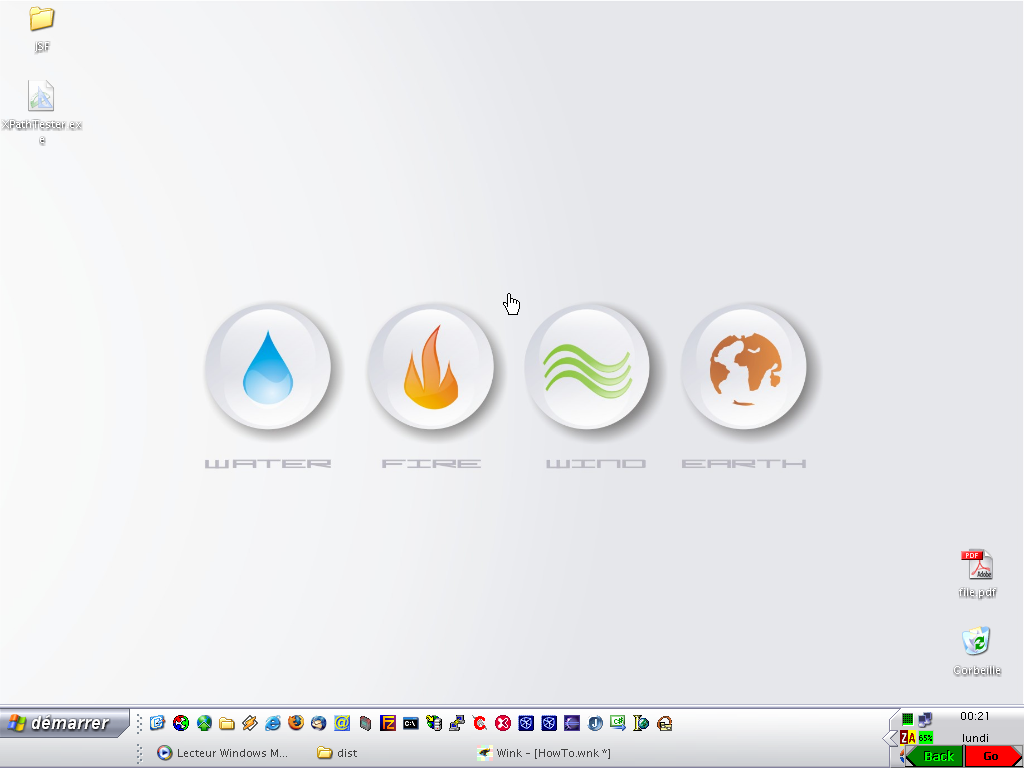 JSF
XPathTester.ex
e
WATER
FIRE
WIND
EARTH
PDF
Adobe
file.pdf
Corbeille
démarrer
C:\
C#
J
00:21
ZA
65%
lundi
Lecteur Windows M...
dist
Wink - [HowTo.wnk *]
Back
Go